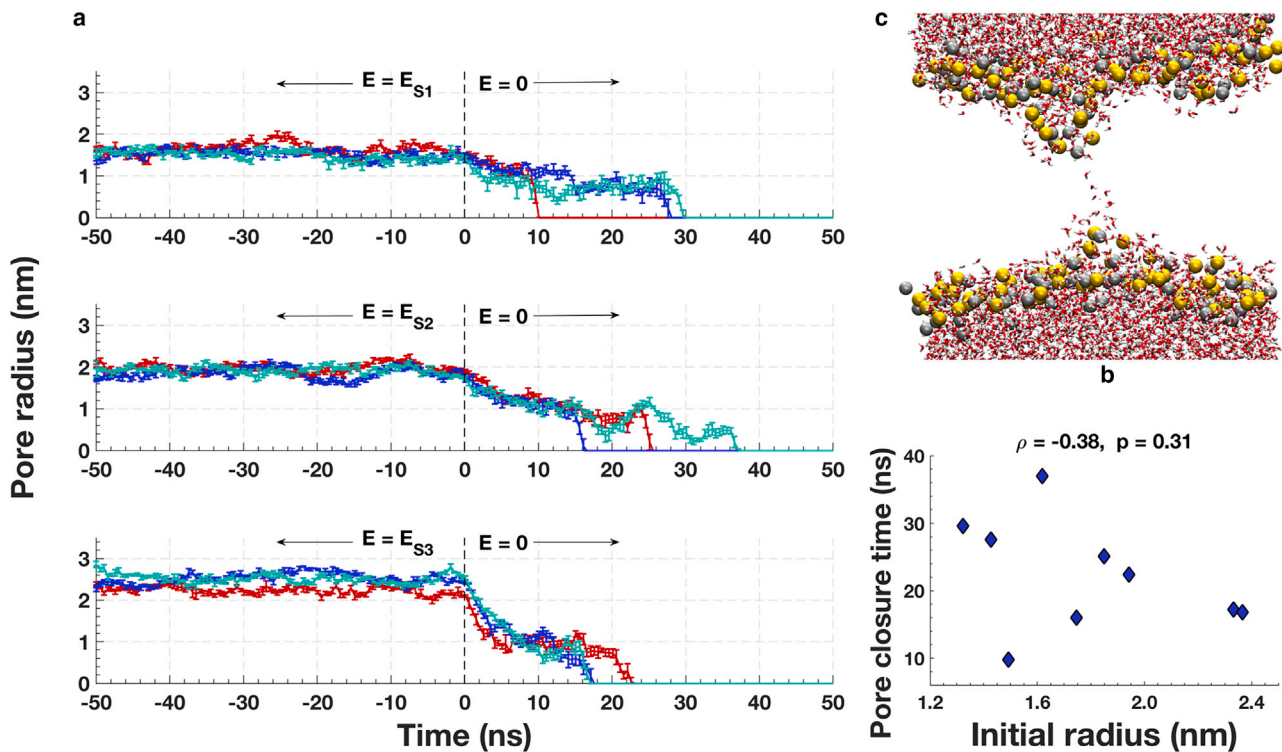 a
E = E_S1
E = 0
3
2
1
0
-50 -40 -30 -20 -10 0 10 20 30 40 50
E = E_S2
E = 0
3
2
1
0
-50 -40 -30 -20 -10 0 10 20 30 40 50
E = E_S3
E = 0
3
2
1
0
-50 -40 -30 -20 -10 0 10 20 30 40 50
Pore radius (nm)
Time (ns)
c
b
ρ = -0.38, p = 0.31
40
30
20
10
1.2 1.6 2.0 2.4
Pore closure time (ns)
Initial radius (nm)